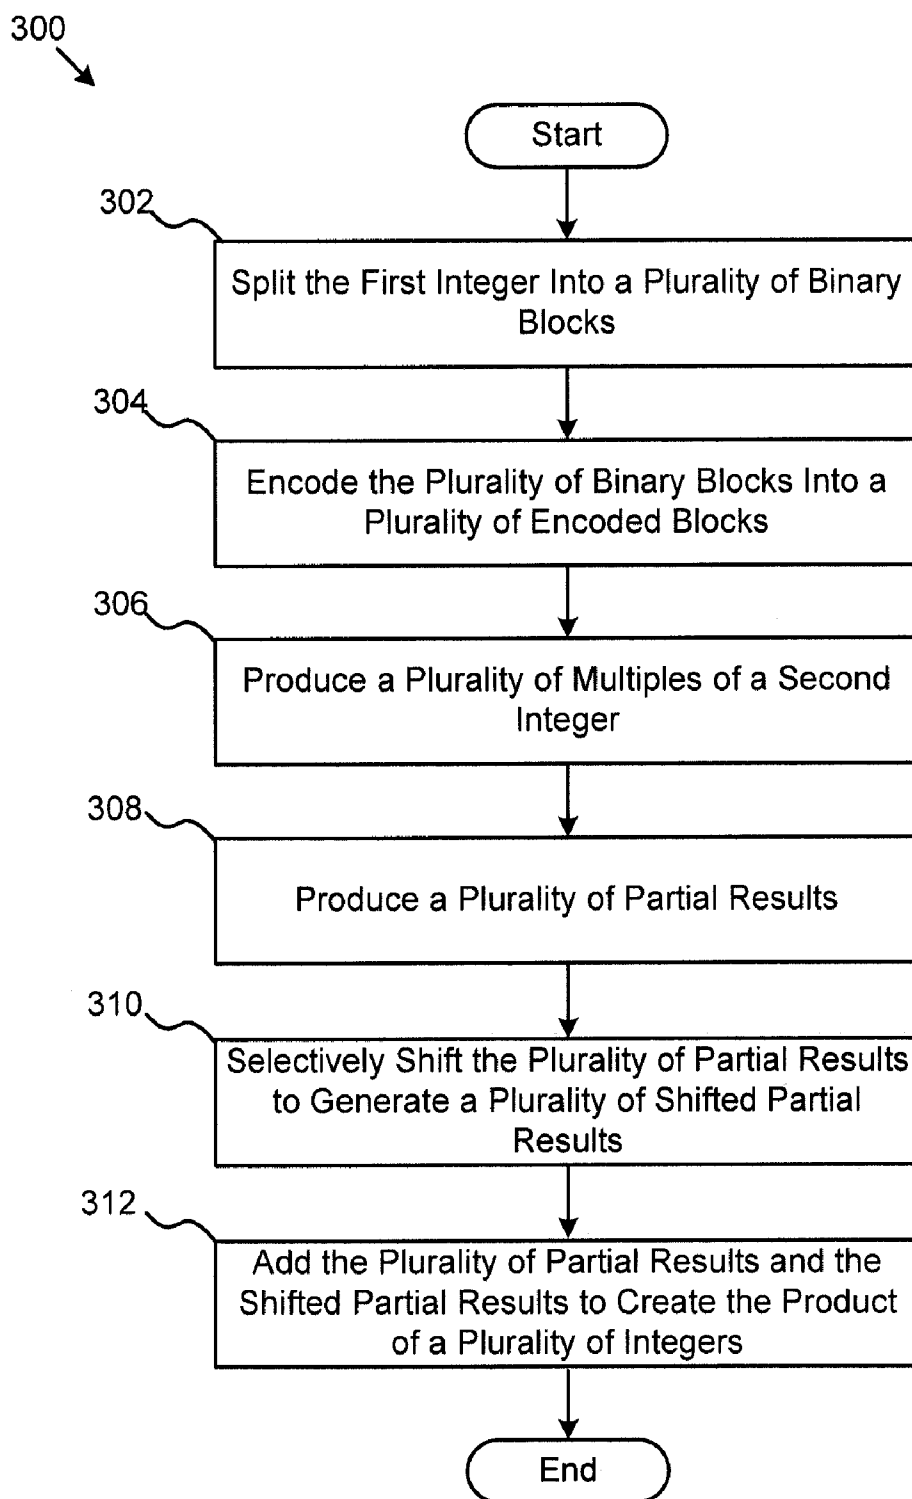 300
Start
302
Split the First Integer Into a Plurality of Binary
Blocks
304
Encode the Plurality of Binary Blocks Into a
Plurality of Encoded Blocks
306
Produce a Plurality of Multiples of a Second
Integer
308
Produce a Plurality of Partial Results
310
Selectively Shift the Plurality of Partial Results
to Generate a Plurality of Shifted Partial
Results
312
Add the Plurality of Partial Results and the
Shifted Partial Results to Create the Product
of a Plurality of Integers
End